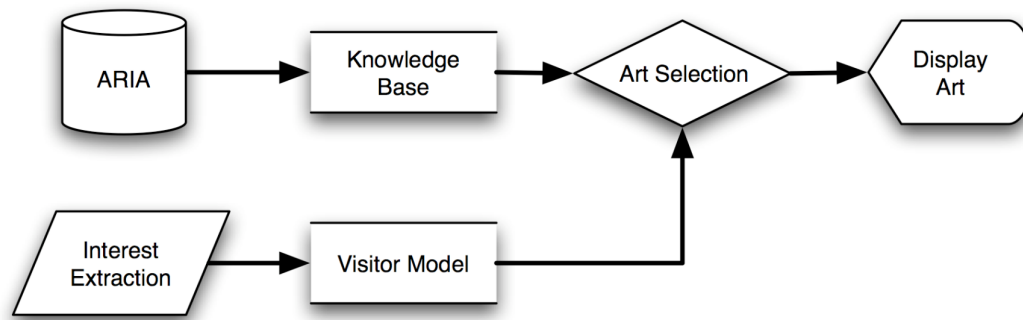 ARIA
Knowledge
Base
Art Selection
Display
Art
Interest
Extraction
Visitor Model